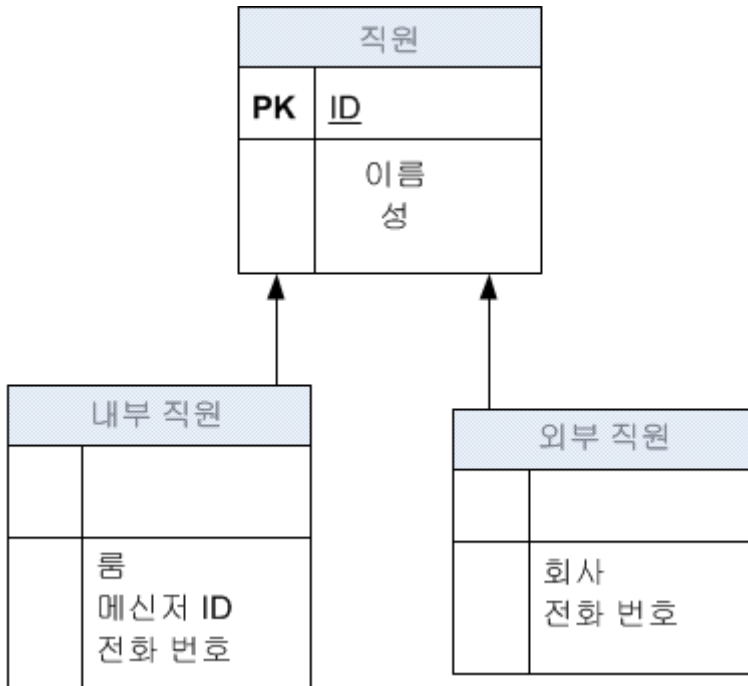 직원
PK ID
이름
성
내부 직원
룸
메신저 ID
전화 번호
외부 직원
회사
전화 번호